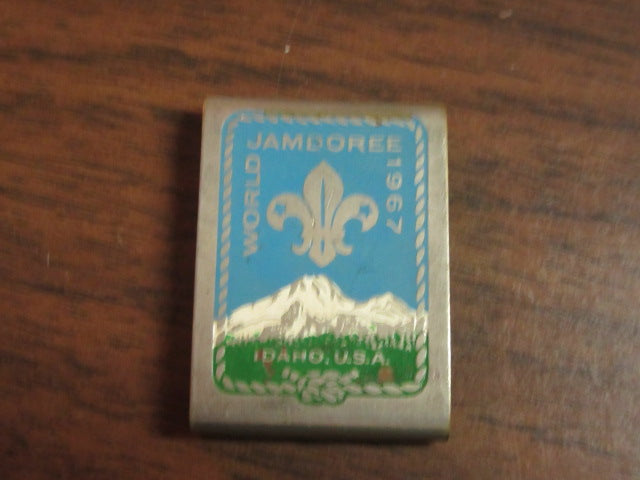 WORLD
JAMBOREE
1967
IDAHO, U.S.A.